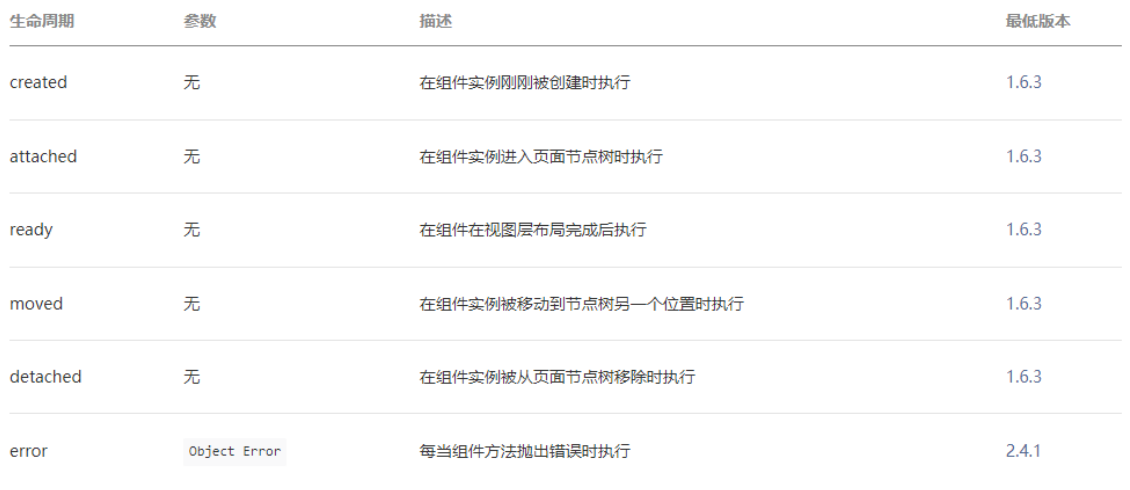 生命周期 参数 描述 最低版本
created 无 在组件实例刚刚被创建时执行 1.6.3
attached 无 在组件实例进入页面节点树时执行 1.6.3
ready 无 在组件在视图层布局完成后执行 1.6.3
moved 无 在组件实例被移动到节点树另一个位置时执行 1.6.3
detached 无 在组件实例被从页面节点树移除时执行 1.6.3
error Object Error 每当组件方法抛出错误时执行 2.4.1